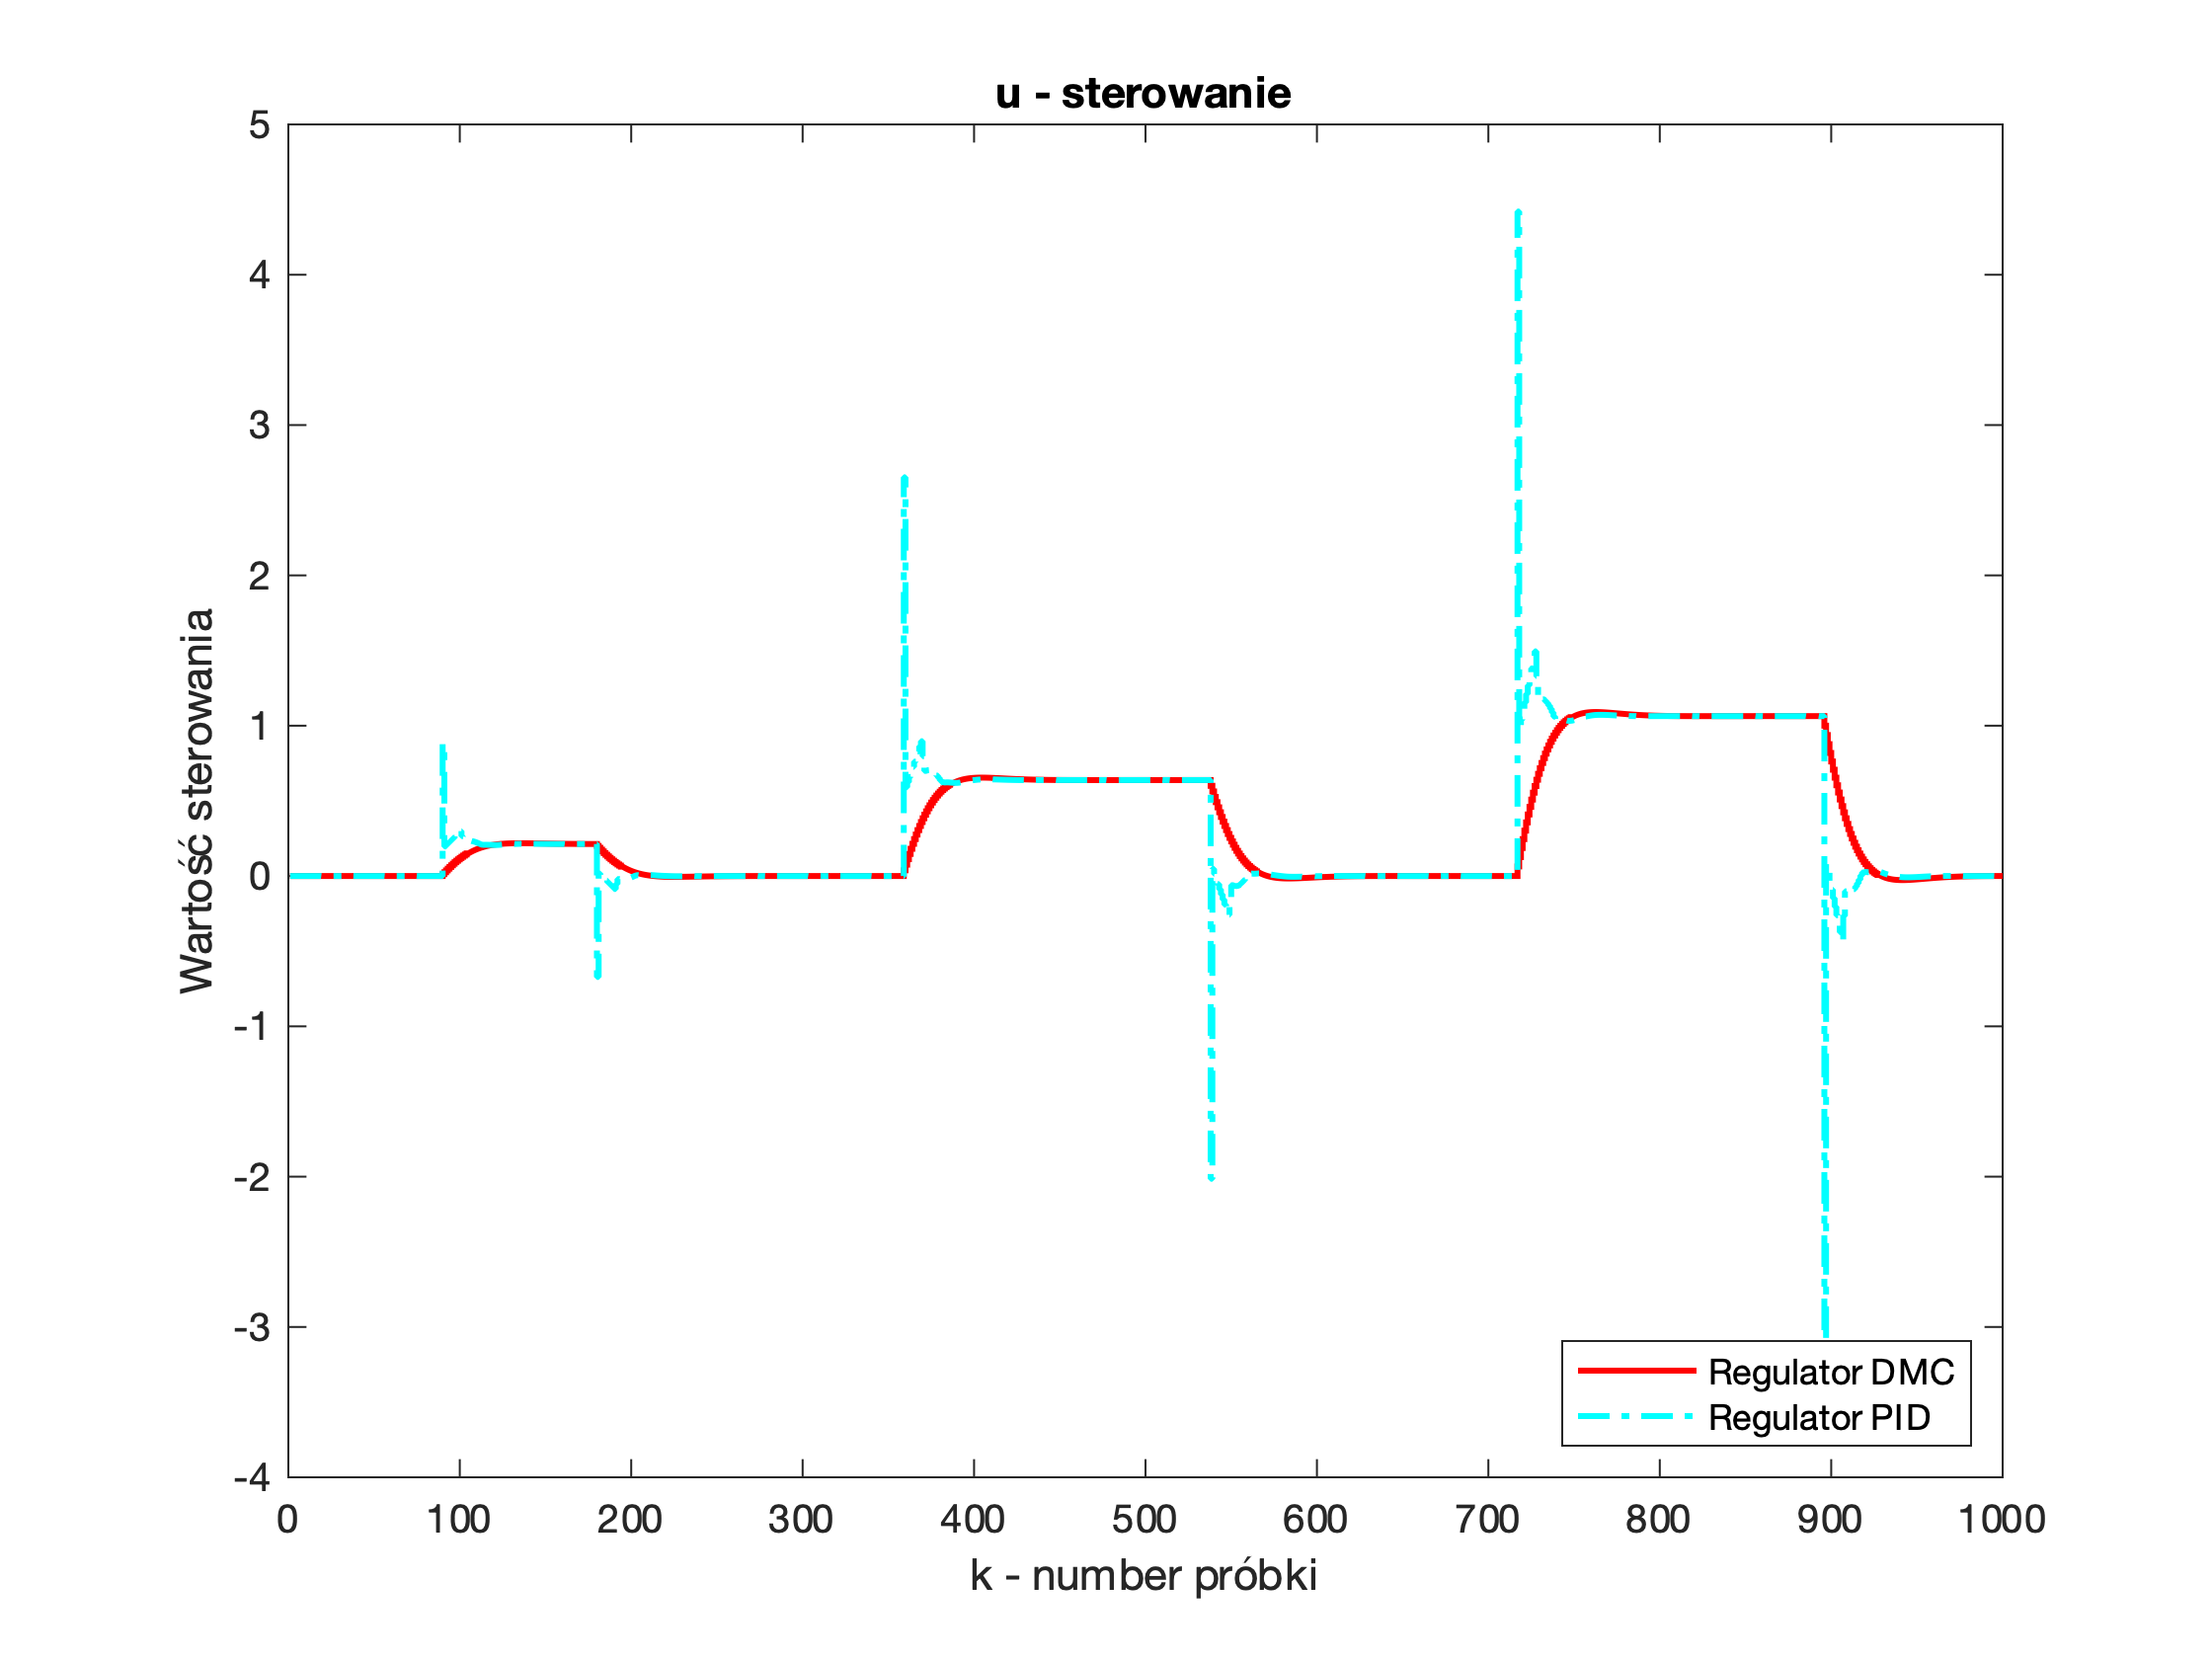 u - sterowanie
Wartość sterowania
5
4
3
2
1
0
-1
-2
-3
-4
0 100 200 300 400 500 600 700 800 900 1000
k - number próbki
Regulator DMC
Regulator PID